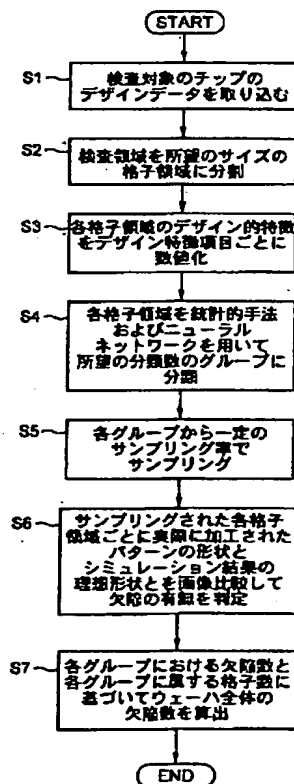 START
S1
検査対象のチップの
デザインデータを取り込む
S2
検査領域を所望のサイズの
格子領域に分割
S3
各格子領域のデザイン的特徴
をデザイン特徴項目ごとに
数値化
S4
各格子領域を統計的手法
およびニューラル
ネットワークを用いて
所望の分類数のグループに
分類
S5
各グループから一定の
サンプリング率で
サンプリング
S6
サンプリングされた各格子
領域ごとに実際に加工された
パターンの形状と
シミュレーション結果の
理想形状とを画像比較して
欠陥の有無を判定
S7
各グループにおける欠陥数と
各グループに属する格子数に
基づいてウェーハ全体の
欠陥数を算出
END